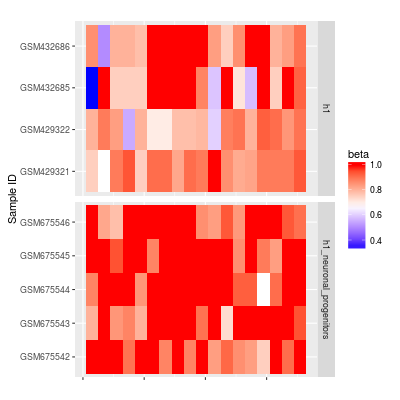 GSM432686
GSM432685
GSM429322
GSM429321
h1
GSM675546
GSM675545
GSM675544
GSM675543
GSM675542
h1_neuronal_progenitors
Sample ID
beta
1.0
0.8
0.6
0.4